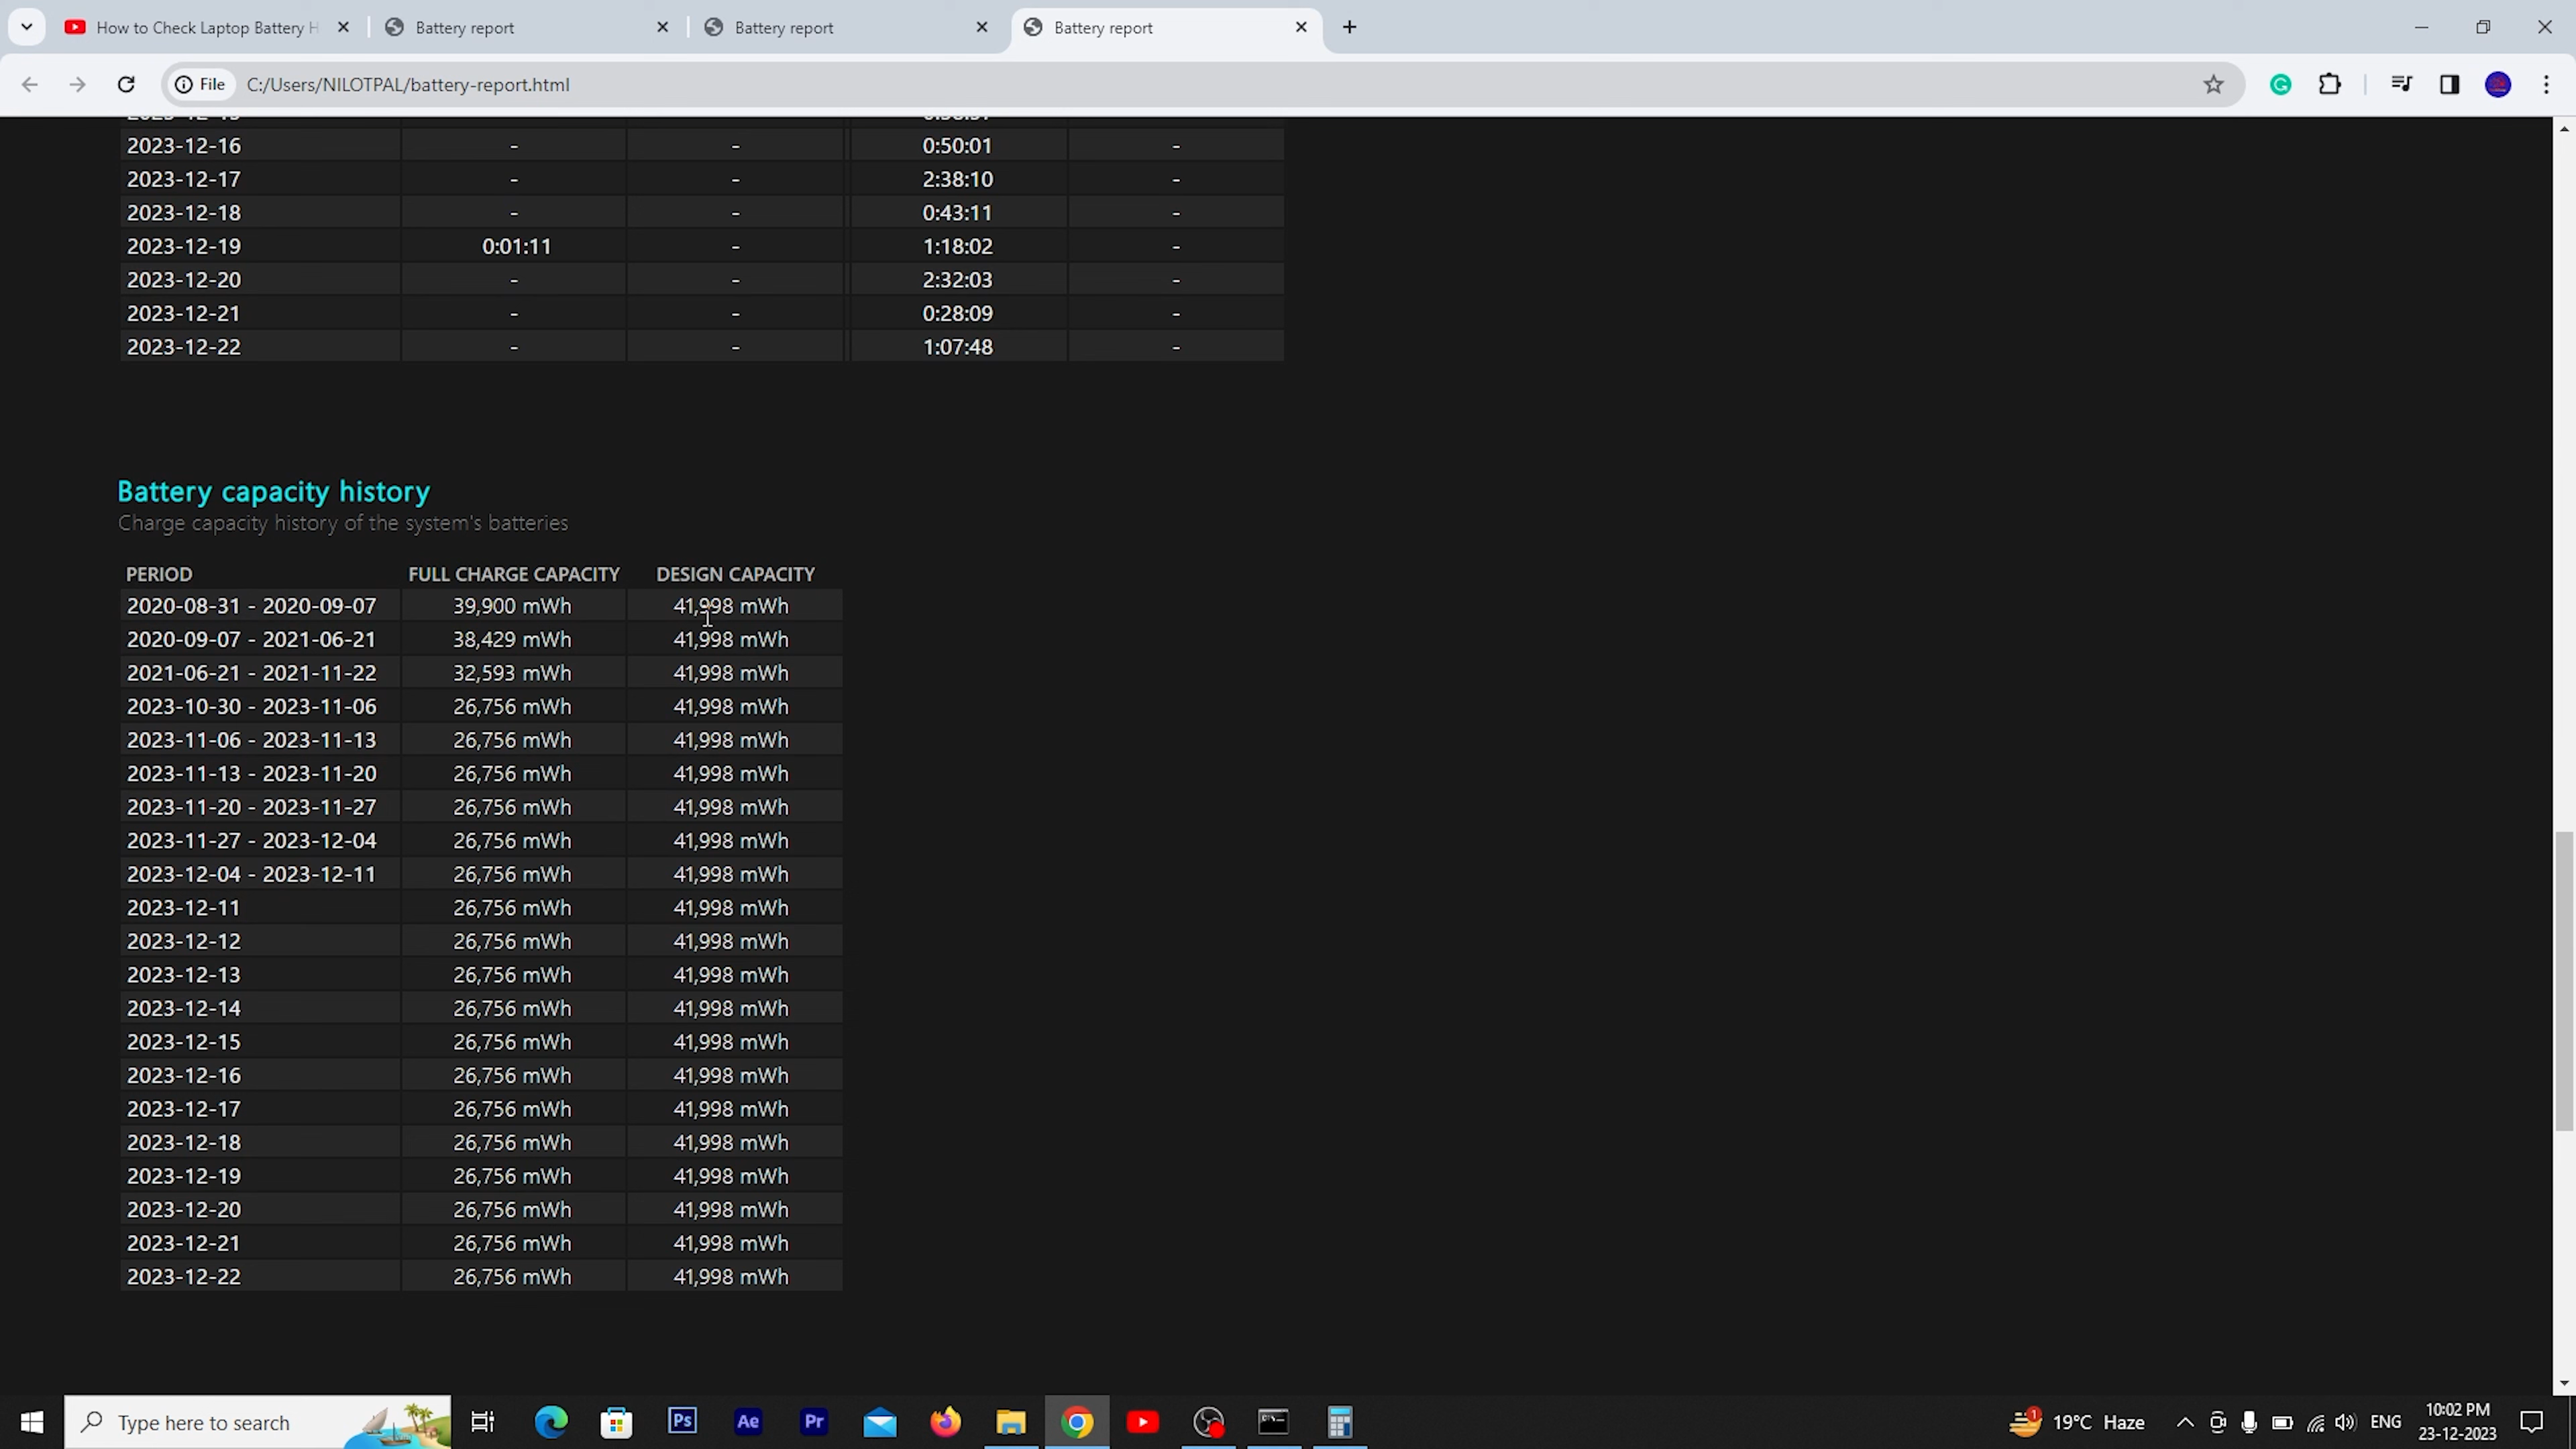 How to Check Laptop Battery H
Battery report
Battery report
Battery report
File C:/Users/NILOTPAL/battery-report.html
2023-12-16 - - 0:50:01 -
2023-12-17 - - 2:38:10 -
2023-12-18 - - 0:43:11 -
2023-12-19 0:01:11 - 1:18:02 -
2023-12-20 - - 2:32:03 -
2023-12-21 - - 0:28:09 -
2023-12-22 - - 1:07:48 -
Battery capacity history
Charge capacity history of the system's batteries
PERIOD FULL CHARGE CAPACITY DESIGN CAPACITY
2020-08-31 - 2020-09-07 39,900 mWh 41,998 mWh
2020-09-07 - 2021-06-21 38,429 mWh 41,998 mWh
2021-06-21 - 2021-11-22 32,593 mWh 41,998 mWh
2023-10-30 - 2023-11-06 26,756 mWh 41,998 mWh
2023-11-06 - 2023-11-13 26,756 mWh 41,998 mWh
2023-11-13 - 2023-11-20 26,756 mWh 41,998 mWh
2023-11-20 - 2023-11-27 26,756 mWh 41,998 mWh
2023-11-27 - 2023-12-04 26,756 mWh 41,998 mWh
2023-12-04 - 2023-12-11 26,756 mWh 41,998 mWh
2023-12-11 26,756 mWh 41,998 mWh
2023-12-12 26,756 mWh 41,998 mWh
2023-12-13 26,756 mWh 41,998 mWh
2023-12-14 26,756 mWh 41,998 mWh
2023-12-15 26,756 mWh 41,998 mWh
2023-12-16 26,756 mWh 41,998 mWh
2023-12-17 26,756 mWh 41,998 mWh
2023-12-18 26,756 mWh 41,998 mWh
2023-12-19 26,756 mWh 41,998 mWh
2023-12-20 26,756 mWh 41,998 mWh
2023-12-21 26,756 mWh 41,998 mWh
2023-12-22 26,756 mWh 41,998 mWh
Type here to search
Ps
Ae
Pr
1
19°C Haze
ENG
10:02 PM
23-12-2023